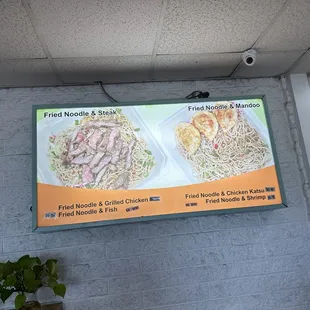 Fried Noodle & Steak
Fried Noodle & Mandoo
Fried Noodle & Grilled Chicken
Fried Noodle & Fish
Fried Noodle & Chicken Katsu
Fried Noodle & Shrimp